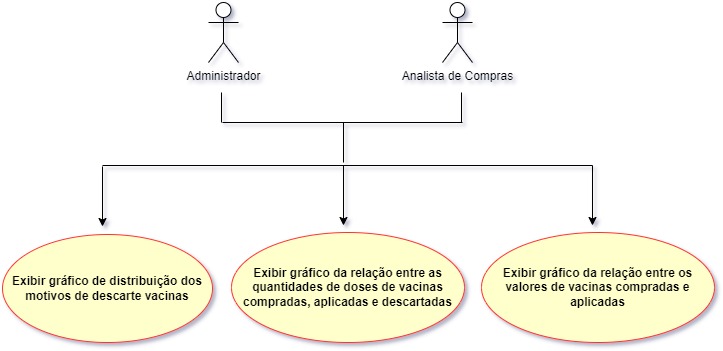 Administrador
Analista de Compras
Exibir gráfico de distribuição dos
motivos de descarte vacinas
Exibir gráfico da relação entre as
quantidades de doses de vacinas
compradas, aplicadas e descartadas
Exibir gráfico da relação entre os
valores de vacinas compradas e
aplicadas